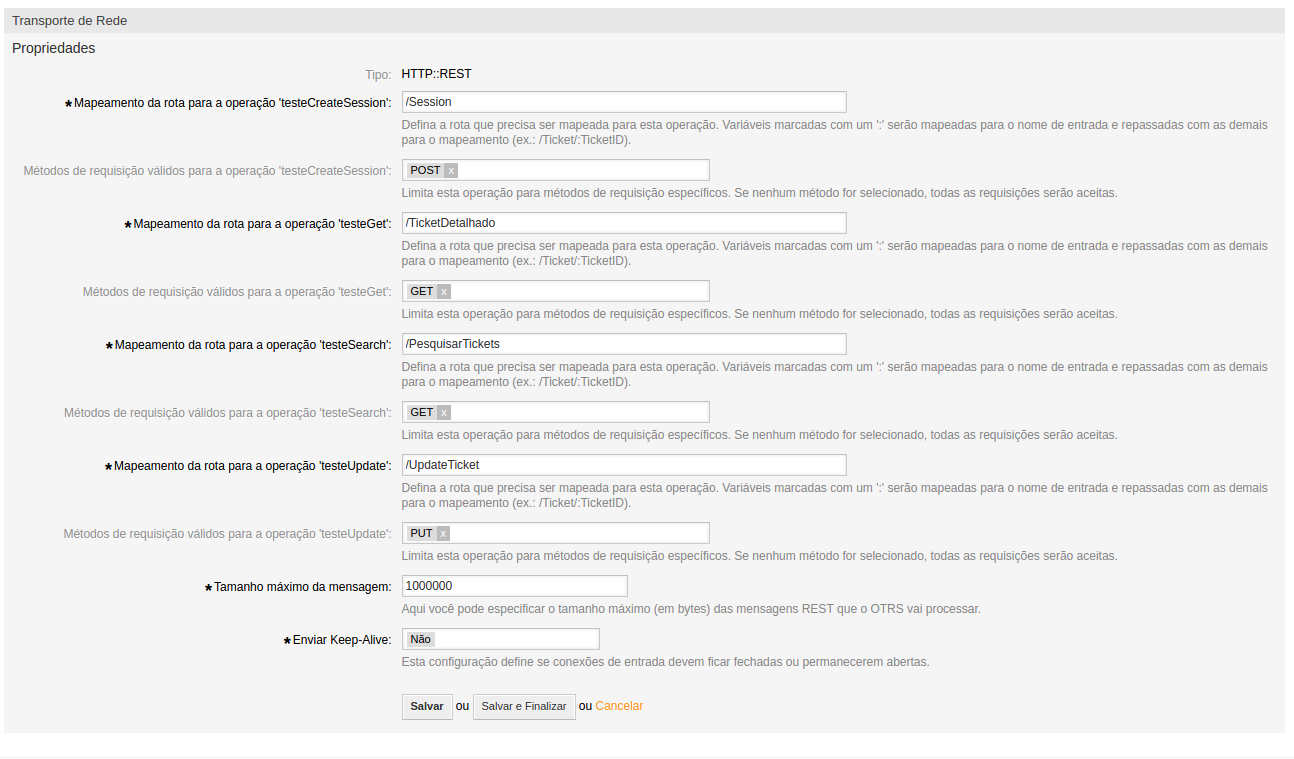 Transporte de Rede
Propriedades
Tipo: HTTP::REST
* Mapeamento da rota para a operação 'testeCreateSession': /Session
Defina a rota que precisa ser mapeada para esta operação. Variáveis marcadas com um ':' serão mapeadas para o nome de entrada e repassadas com as demais
para o mapeamento (ex.: /Ticket/:TicketID).
Métodos de requisição válidos para a operação 'testeCreateSession': POST x
Limita esta operação para métodos de requisição específicos. Se nenhum método for selecionado, todas as requisições serão aceitas.
* Mapeamento da rota para a operação 'testeGet': /TicketDetalhado
Defina a rota que precisa ser mapeada para esta operação. Variáveis marcadas com um ':' serão mapeadas para o nome de entrada e repassadas com as demais
para o mapeamento (ex.: /Ticket/:TicketID).
Métodos de requisição válidos para a operação 'testeGet': GET x
Limita esta operação para métodos de requisição específicos. Se nenhum método for selecionado, todas as requisições serão aceitas.
* Mapeamento da rota para a operação 'testeSearch': /PesquisarTickets
Defina a rota que precisa ser mapeada para esta operação. Variáveis marcadas com um ':' serão mapeadas para o nome de entrada e repassadas com as demais
para o mapeamento (ex.: /Ticket/:TicketID).
Métodos de requisição válidos para a operação 'testeSearch': GET x
Limita esta operação para métodos de requisição específicos. Se nenhum método for selecionado, todas as requisições serão aceitas.
* Mapeamento da rota para a operação 'testeUpdate': /UpdateTicket
Defina a rota que precisa ser mapeada para esta operação. Variáveis marcadas com um ':' serão mapeadas para o nome de entrada e repassadas com as demais
para o mapeamento (ex.: /Ticket/:TicketID).
Métodos de requisição válidos para a operação 'testeUpdate': PUT x
Limita esta operação para métodos de requisição específicos. Se nenhum método for selecionado, todas as requisições serão aceitas.
* Tamanho máximo da mensagem: 1000000
Aqui você pode especificar o tamanho máximo (em bytes) das mensagens REST que o OTRS vai processar.
* Enviar Keep-Alive: Não
Esta configuração define se conexões de entrada devem ficar fechadas ou permanecerem abertas.
Salvar ou Salvar e Finalizar ou Cancelar